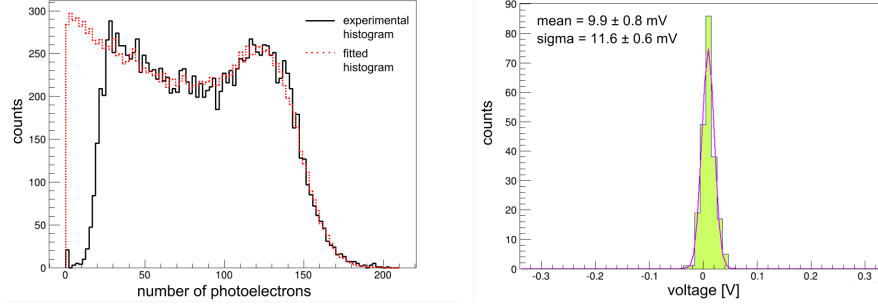 300
250
200
150
100
50
0
counts
0
50
100
150
200
number of photoelectrons
experimental
histogram
fitted
histogram
90
80
70
60
50
40
30
20
10
0
counts
mean = 9.9 ± 0.8 mV
sigma = 11.6 ± 0.6 mV
-0.3
-0.2
-0.1
0
0.1
0.2
0.3
voltage [V]